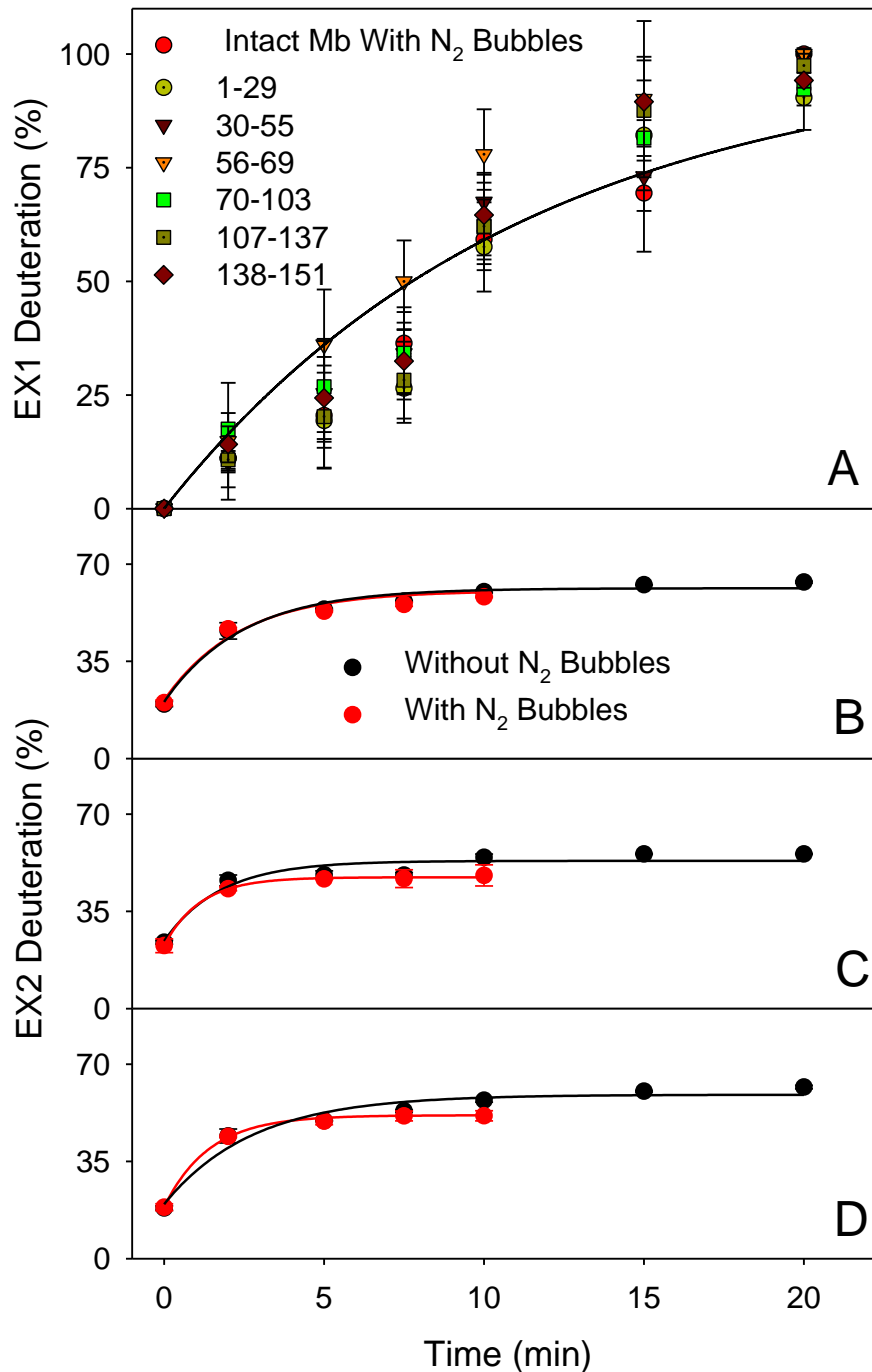 EX1 Deuteration (%)
100
75
50
25
0
Intact Mb With N₂ Bubbles
1-29
30-55
56-69
70-103
107-137
138-151
A
EX2 Deuteration (%)
70
35
0
Without N₂ Bubbles
With N₂ Bubbles
B
70
35
0
C
70
35
0
D
0 5 10 15 20
Time (min)